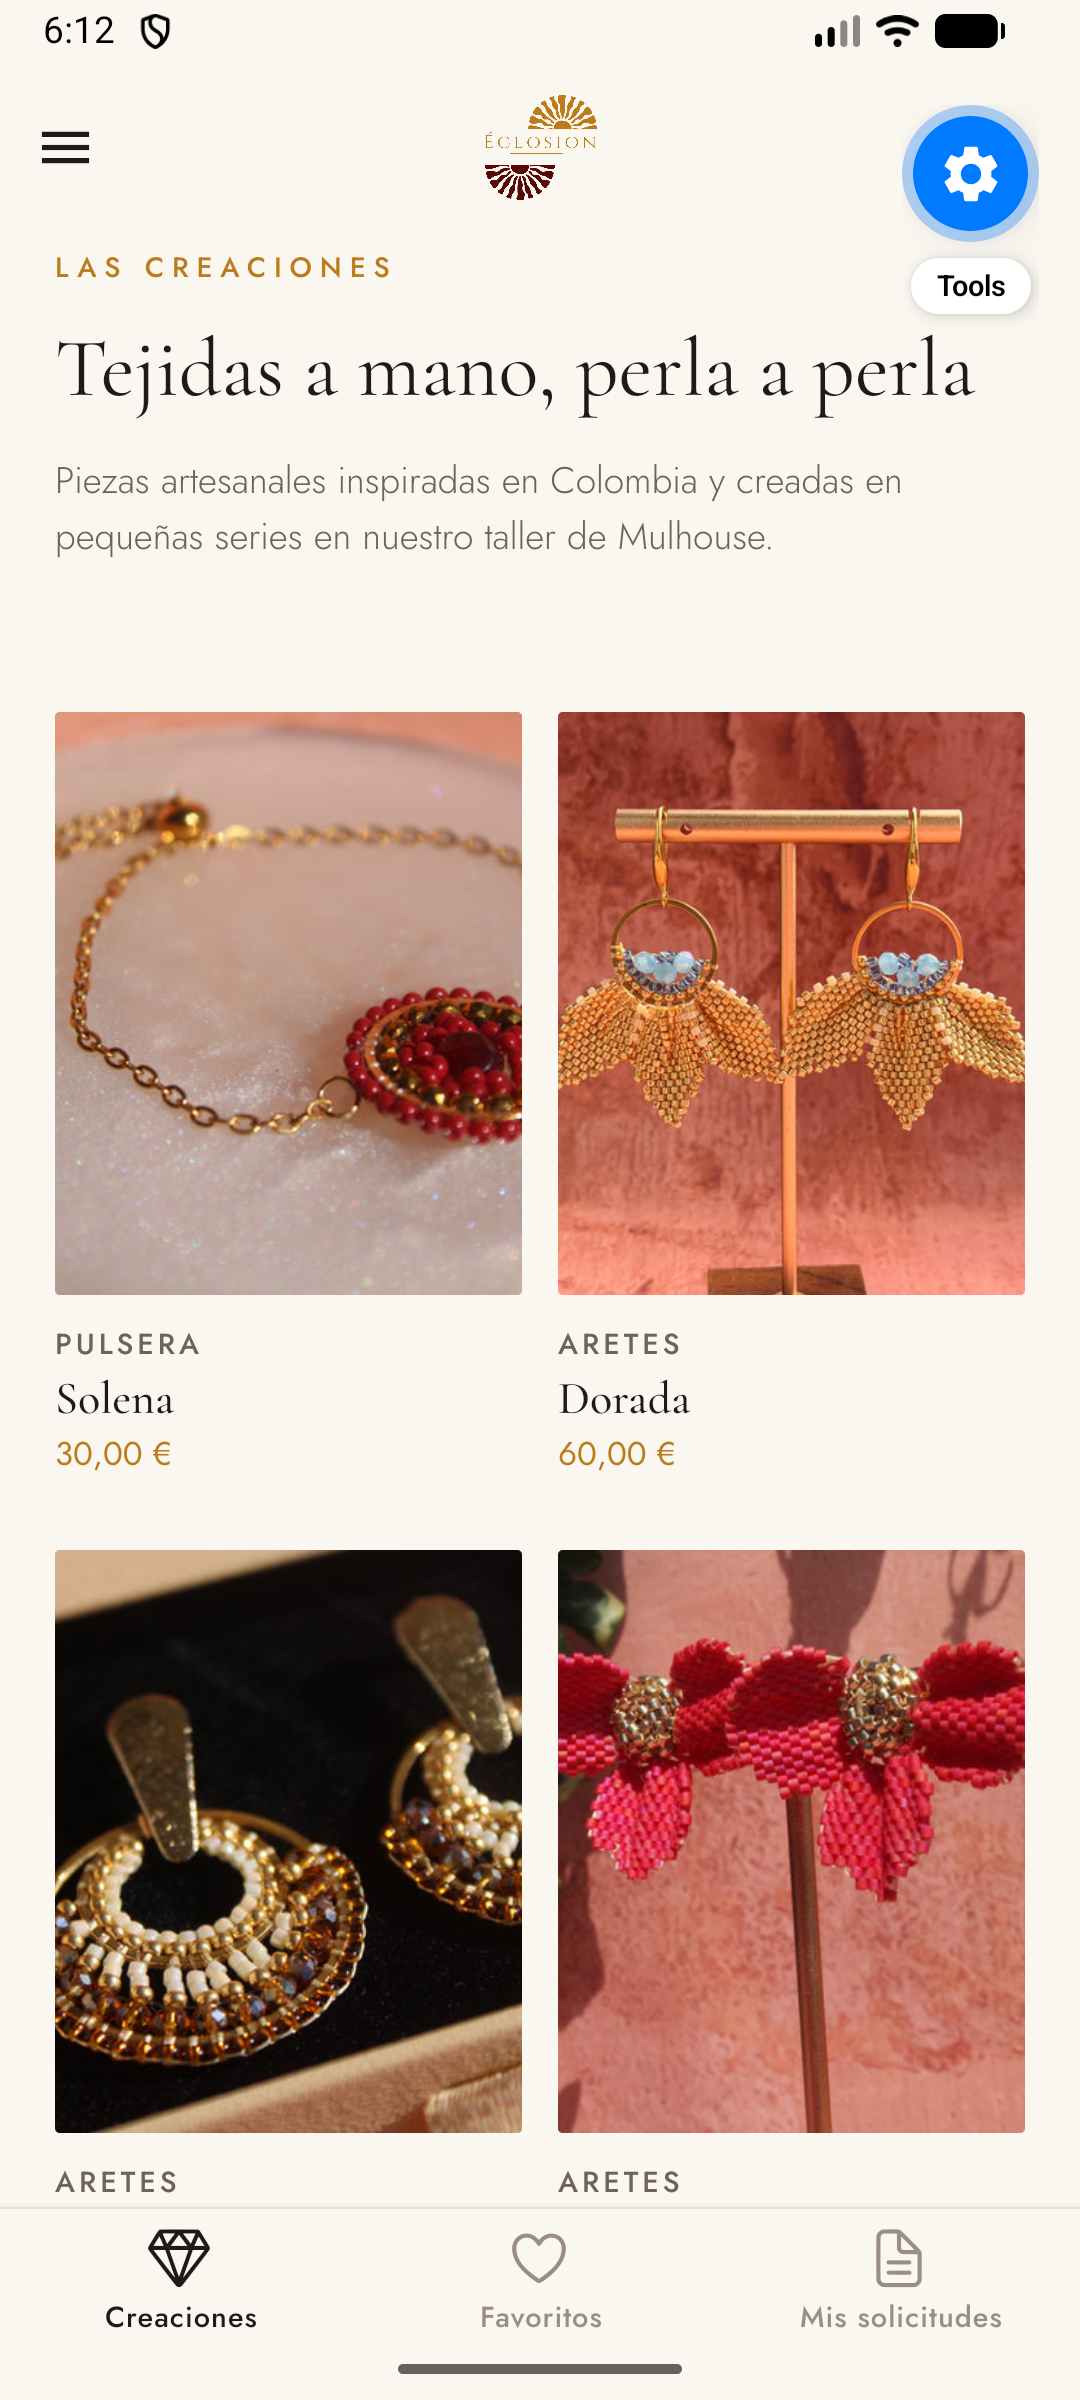 6:12
ÉCLOSION
Tools
LAS CREACIONES
Tejidas a mano, perla a perla
Piezas artesanales inspiradas en Colombia y creadas en
pequeñas series en nuestro taller de Mulhouse.
PULSERA
Solena
30,00 €
ARETES
Dorada
60,00 €
ARETES
ARETES
Creaciones
Favoritos
Mis solicitudes